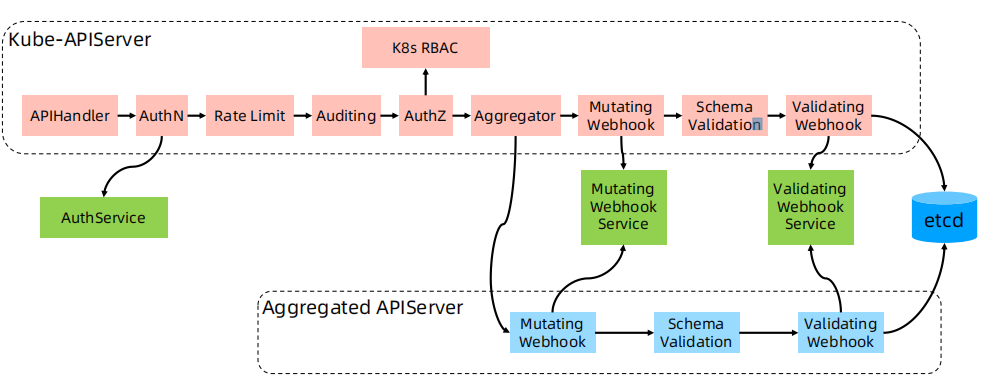 Kube-APIServer
K8s RBAC
APIHandler
AuthN
Rate Limit
Auditing
AuthZ
Aggregator
Mutating
Webhook
Schema
Validation
Validating
Webhook
AuthService
Mutating
Webhook
Service
Validating
Webhook
Service
etcd
Aggregated APIServer
Mutating
Webhook
Schema
Validation
Validating
Webhook